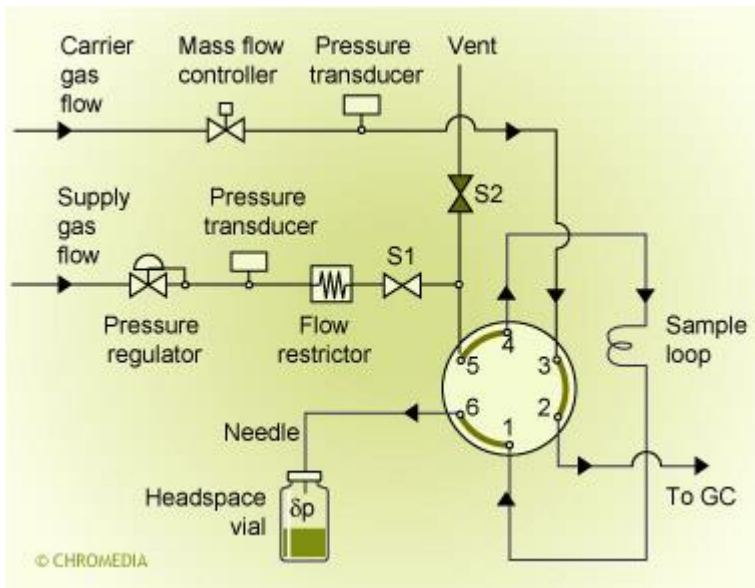 Carrier
gas
flow
Mass flow
controller
Pressure
transducer
Vent
Supply
gas
flow
Pressure
transducer
S1
S2
Pressure
regulator
Flow
restrictor
4
5
3
6
2
1
Sample
loop
Needle
Headspace
vial
δp
To GC
© CHROMEDIA